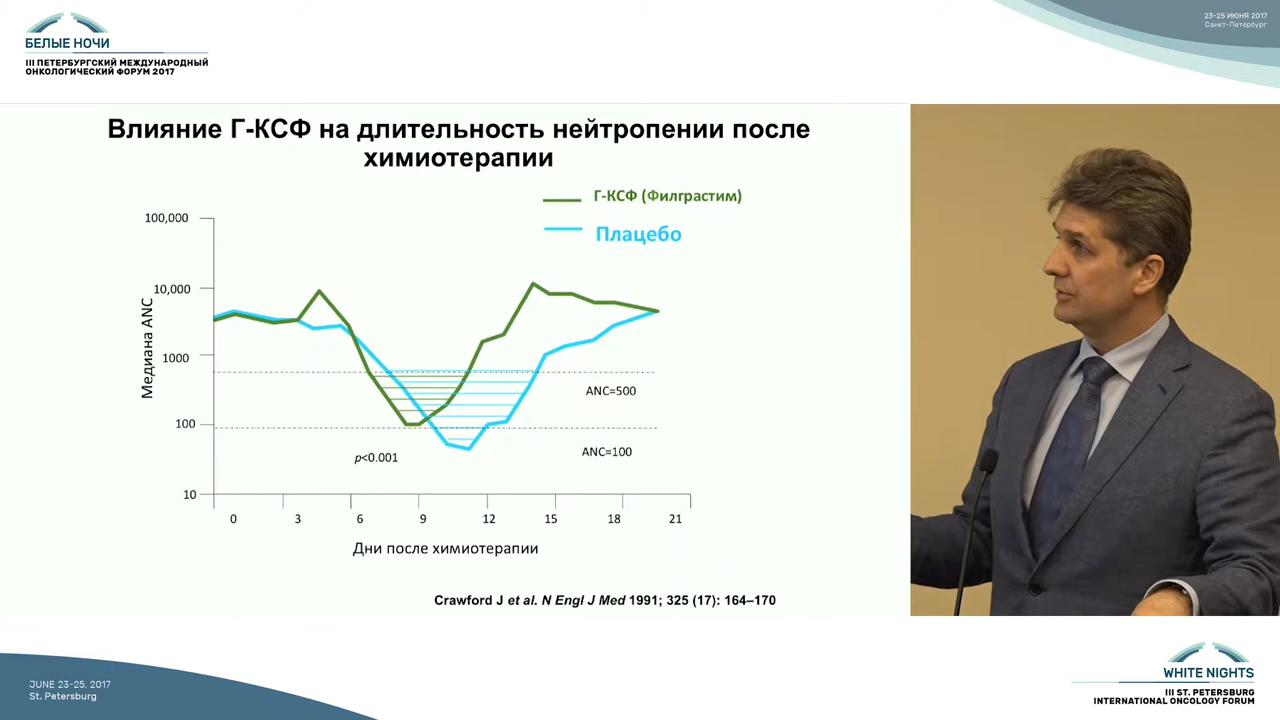 БЕЛЫЕ НОЧИ
III ПЕТЕРБУРГСКИЙ МЕЖДУНАРОДНЫЙ
ОНКОЛОГИЧЕСКИЙ ФОРУМ 2017
23-25 ИЮНЯ 2017
Санкт-Петербург
Влияние Г-КСФ на длительность нейтропении после
химиотерапии
Г-КСФ (Филграстим)
Плацебо
Медиана ANC
100,000
10,000
1000
100
10
ANC=500
ANC=100
p<0.001
0 3 6 9 12 15 18 21
Дни после химиотерапии
Crawford J et al. N Engl J Med 1991; 325 (17): 164–170
JUNE 23-25, 2017
St. Petersburg
WHITE NIGHTS
III ST. PETERSBURG
INTERNATIONAL ONCOLOGY FORUM